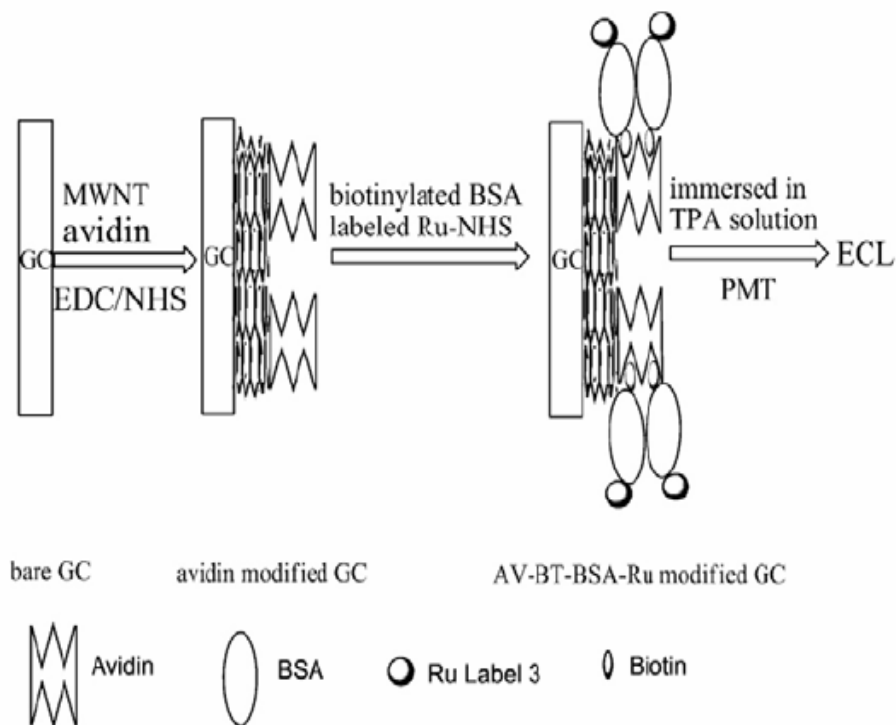 GC
MWNT
avidin
EDC/NHS
GC
biotinylated BSA
labeled Ru-NHS
GC
immersed in
TPA solution
PMT
ECL
bare GC
avidin modified GC
AV-BT-BSA-Ru modified GC
Avidin
BSA
Ru Label 3
Biotin